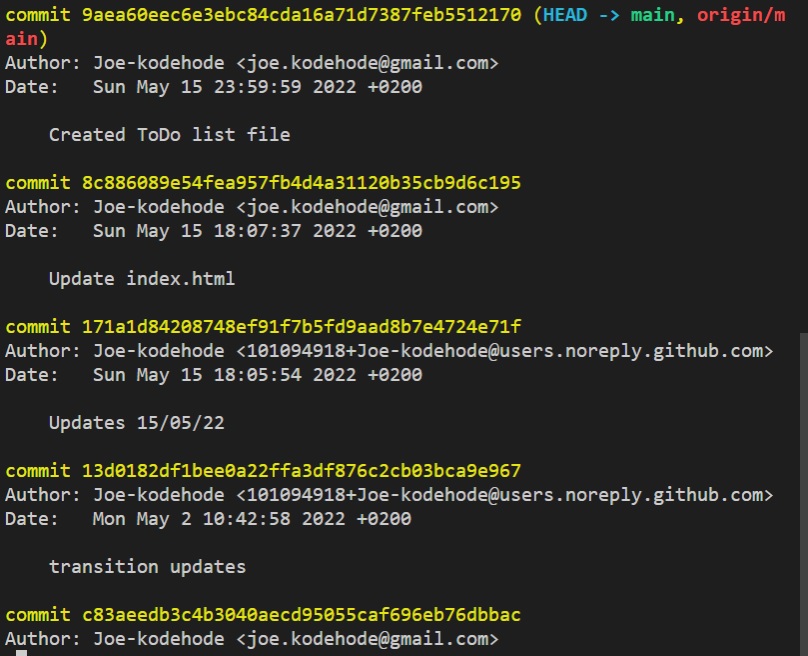 commit 9aea60eec6e3ebc84cda16a71d7387feb5512170 (HEAD -> main, origin/m
ain)
Author: Joe-kodehode <joe.kodehode@gmail.com>
Date:   Sun May 15 23:59:59 2022 +0200
Created ToDo list file
commit 8c886089e54fea957fb4d4a31120b35cb9d6c195
Author: Joe-kodehode <joe.kodehode@gmail.com>
Date:   Sun May 15 18:07:37 2022 +0200
Update index.html
commit 171a1d84208748ef91f7b5fd9aad8b7e4724e71f
Author: Joe-kodehode <101094918+Joe-kodehode@users.noreply.github.com>
Date:   Sun May 15 18:05:54 2022 +0200
Updates 15/05/22
commit 13d0182df1bee0a22ffa3df876c2cb03bca9e967
Author: Joe-kodehode <101094918+Joe-kodehode@users.noreply.github.com>
Date:   Mon May 2 10:42:58 2022 +0200
transition updates
commit c83aeedb3c4b3040aecd95055caf696eb76dbbac
Author: Joe-kodehode <joe.kodehode@gmail.com>